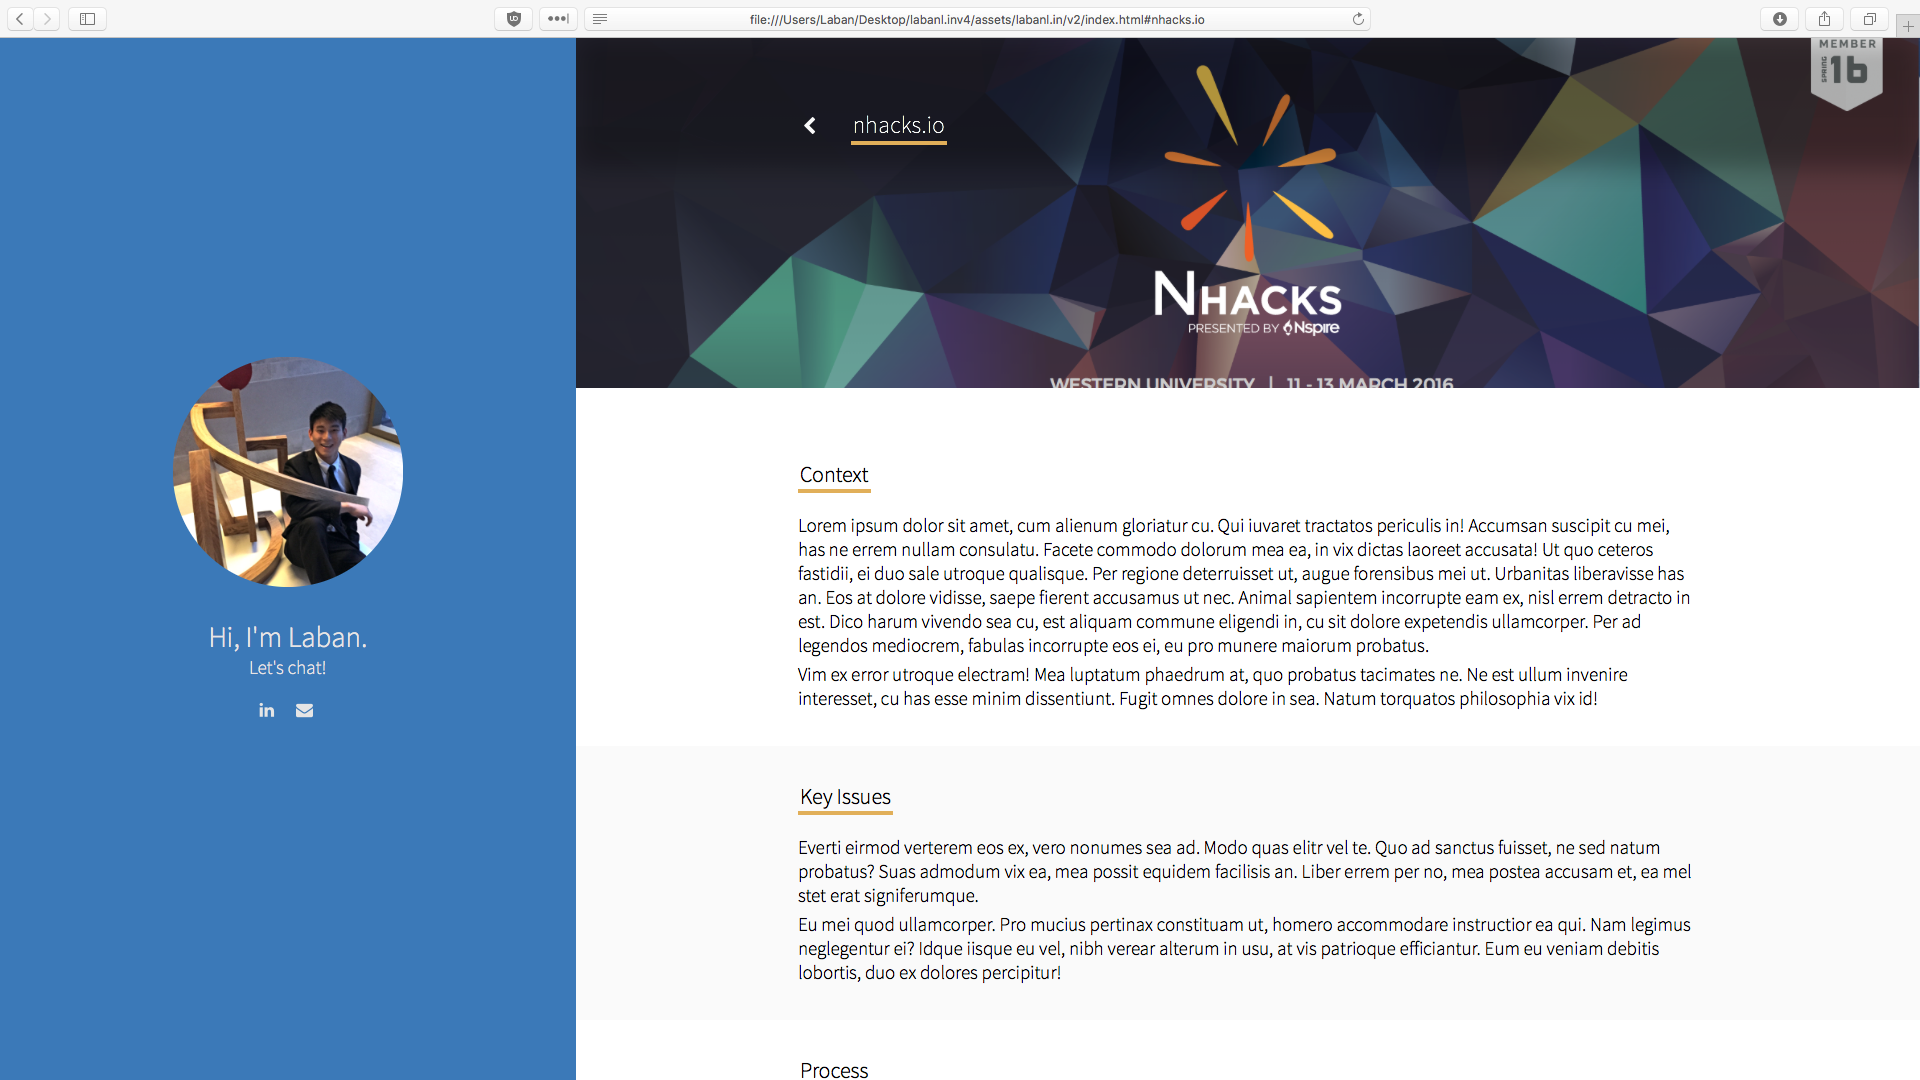 file:///Users/Laban/Desktop/labanl.inv4/assets/labanl.in/v2/index.html#nhacks.io
MEMBER
SPRING
16
nhacks.io
NHACKS
PRESENTED BY Nspire
WESTERN UNIVERSITY | 11 - 13 MARCH 2016
Hi, I'm Laban.
Let's chat!
in
Context
Lorem ipsum dolor sit amet, cum alienum gloriatur cu. Qui iuvaret tractatos periculis in! Accumsan suscipit cu mei,
has ne errem nullam consulatu. Facete commodo dolorum mea ea, in vix dictas laoreet accusata! Ut quo ceteros
fastidii, ei duo sale utroque qualisque. Per regione deterruisset ut, augue forensibus mei ut. Urbanitas liberavisse has
an. Eos at dolore vidisse, saepe fierent accusamus ut nec. Animal sapientem incorrupte eam ex, nisl errem detracto in
est. Dico harum vivendo sea cu, est aliquam commune eligendi in, cu sit dolore expetendis ullamcorper. Per ad
legendos mediocrem, fabulas incorrupte eos ei, eu pro munere maiorum probatus.
Vim ex error utroque electram! Mea luptatum phaedrum at, quo probatus tacimates ne. Ne est ullum invenire
interesset, cu has esse minim dissentiunt. Fugit omnes dolore in sea. Natum torquatos philosophia vix id!
Key Issues
Everti eirmod verterem eos ex, vero nonumes sea ad. Modo quas elitr vel te. Quo ad sanctus fuisset, ne sed natum
probatus? Suas admodum vix ea, mea possit equidem facilisis an. Liber errem per no, mea postea accusam et, ea mel
stet erat signiferumque.
Eu mei quod ullamcorper. Pro mucius pertinax constituam ut, homero accommodare instructior ea qui. Nam legimus
neglegentur ei? Idque iisque eu vel, nibh verear alterum in usu, at vis patrioque efficiantur. Eum eu veniam debitis
lobortis, duo ex dolores percipitur!
Process